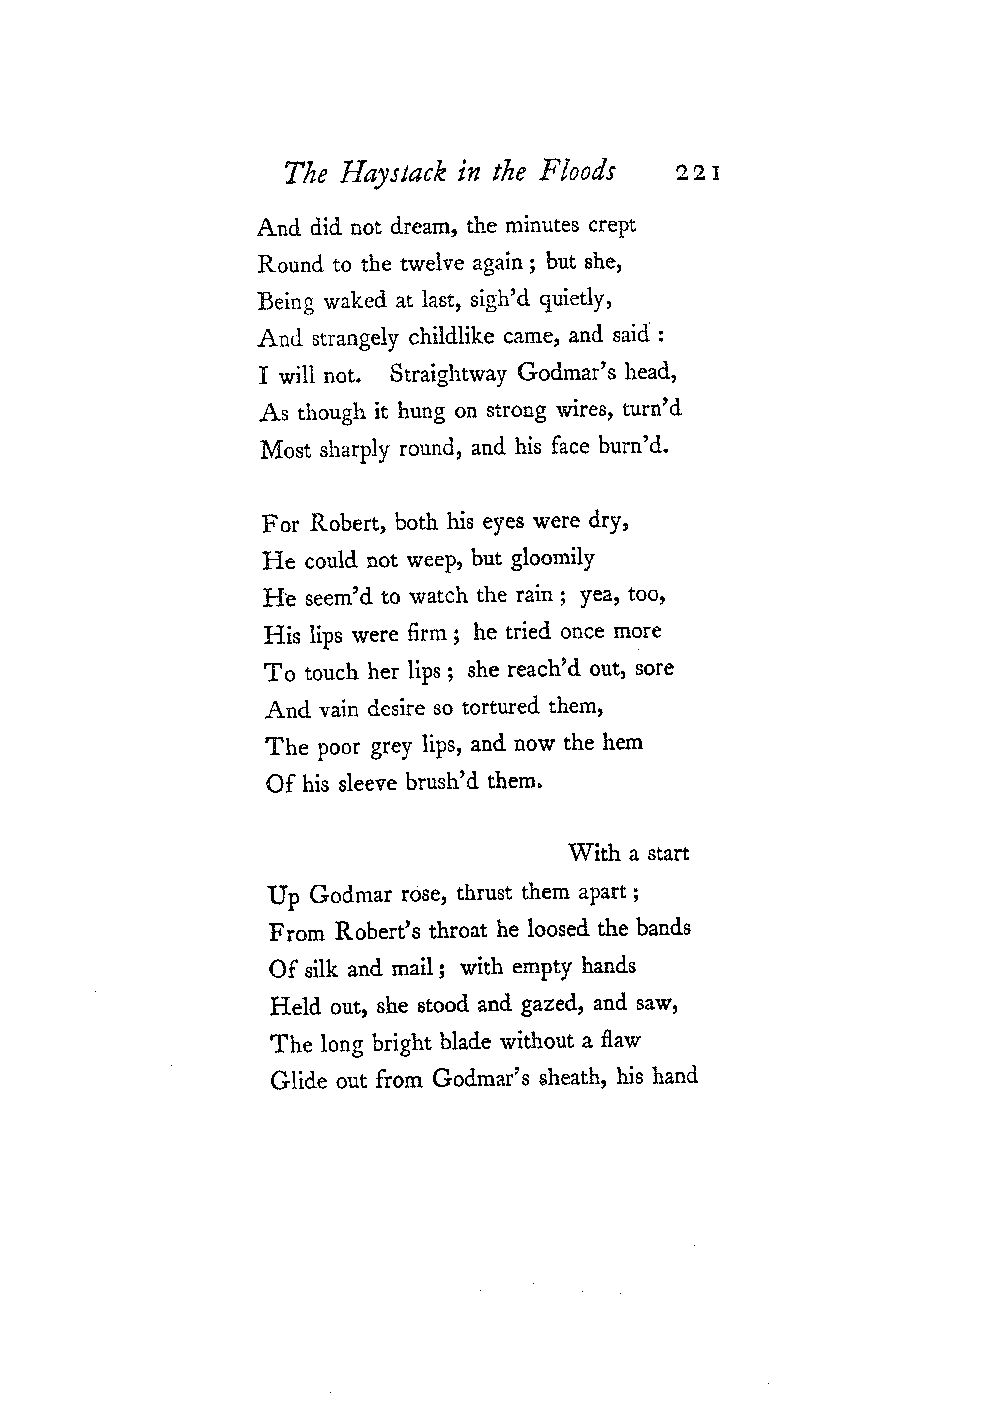 The Haystack in the Floods 221
And did not dream, the minutes crept
Round to the twelve again ; but she,
Being waked at last, sigh'd quietly,
And strangely childlike came, and said :
I will not. Straightway Godmar's head,
As though it hung on strong wires, turn'd
Most sharply round, and his face burn'd.
For Robert, both his eyes were dry,
He could not weep, but gloomily
He seem'd to watch the rain ; yea, too,
His lips were firm ; he tried once more
To touch her lips ; she reach'd out, sore
And vain desire so tortured them,
The poor grey lips, and now the hem
Of his sleeve brush'd them.
With a start
Up Godmar rose, thrust them apart ;
From Robert's throat he loosed the bands
Of silk and mail ; with empty hands
Held out, she stood and gazed, and saw,
The long bright blade without a flaw
Glide out from Godmar's sheath, his hand